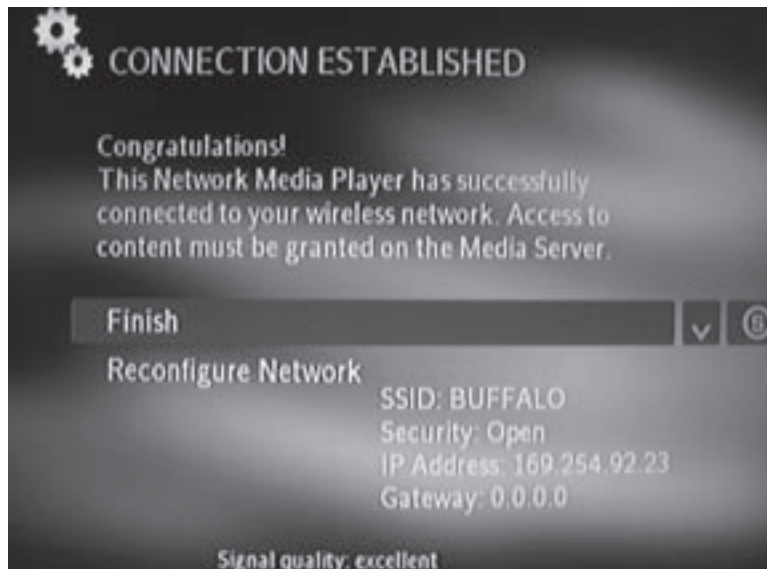 CONNECTION ESTABLISHED
Congratulations!
This Network Media Player has successfully
connected to your wireless network. Access to
content must be granted on the Media Server.
Finish
Reconfigure Network
SSID: BUFFALO
Security: Open
IP Address: 169.254.92.23
Gateway: 0.0.0.0
Signal quality: excellent